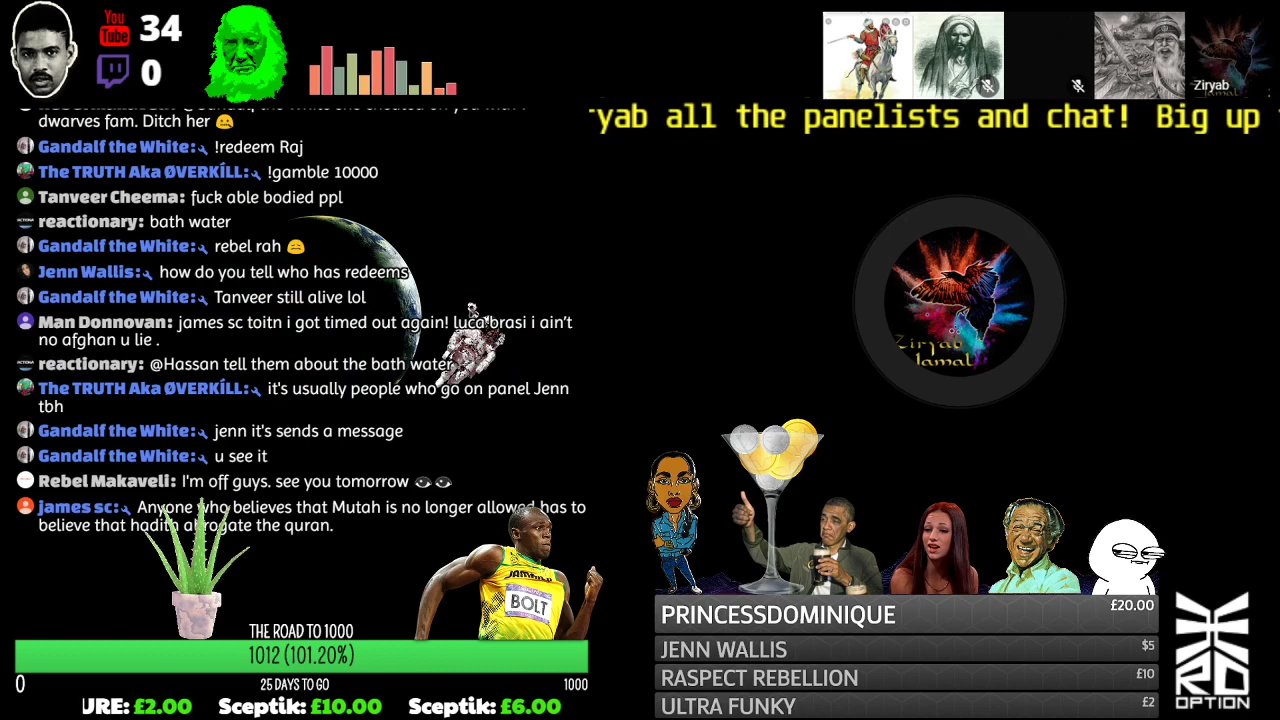 You
Tube
34
0
Ziryab
Jamal
dwarves fam. Ditch her
Gandalf the White: !redeem Raj
The TRUTH Aka ØVERKÍLL: !gamble 10000
Tanveer Cheema: fuck able bodied ppl
reactionary: bath water
Gandalf the White: rebel rah
Jenn Wallis: how do you tell who has redeems
Gandalf the White: Tanveer still alive lol
Man Donnovan: james sc toitn i got timed out again! luca brasi i ain't
no afghan u lie .
reactionary: @Hassan tell them about the bath water
The TRUTH Aka ØVERKÍLL: it's usually people who go on panel Jenn
tbh
Gandalf the White: jenn it's sends a message
Gandalf the White: u see it
Rebel Makaveli: I'm off guys. see you tomorrow
james sc: Anyone who believes that Mutah is no longer allowed has to
believe that hadith abrogate the quran.
JAMAICA
BOLT
THE ROAD TO 1000
1012 (101.20%)
0
25 DAYS TO GO
1000
URE: £2.00 Sceptik: £10.00 Sceptik: £6.00
yab all the panelists and chat! Big up
Ziryab
Jamal
PRINCESSDOMINIQUE £20.00
JENN WALLIS $5
RASPECT REBELLION £10
ULTRA FUNKY £2
OPTION